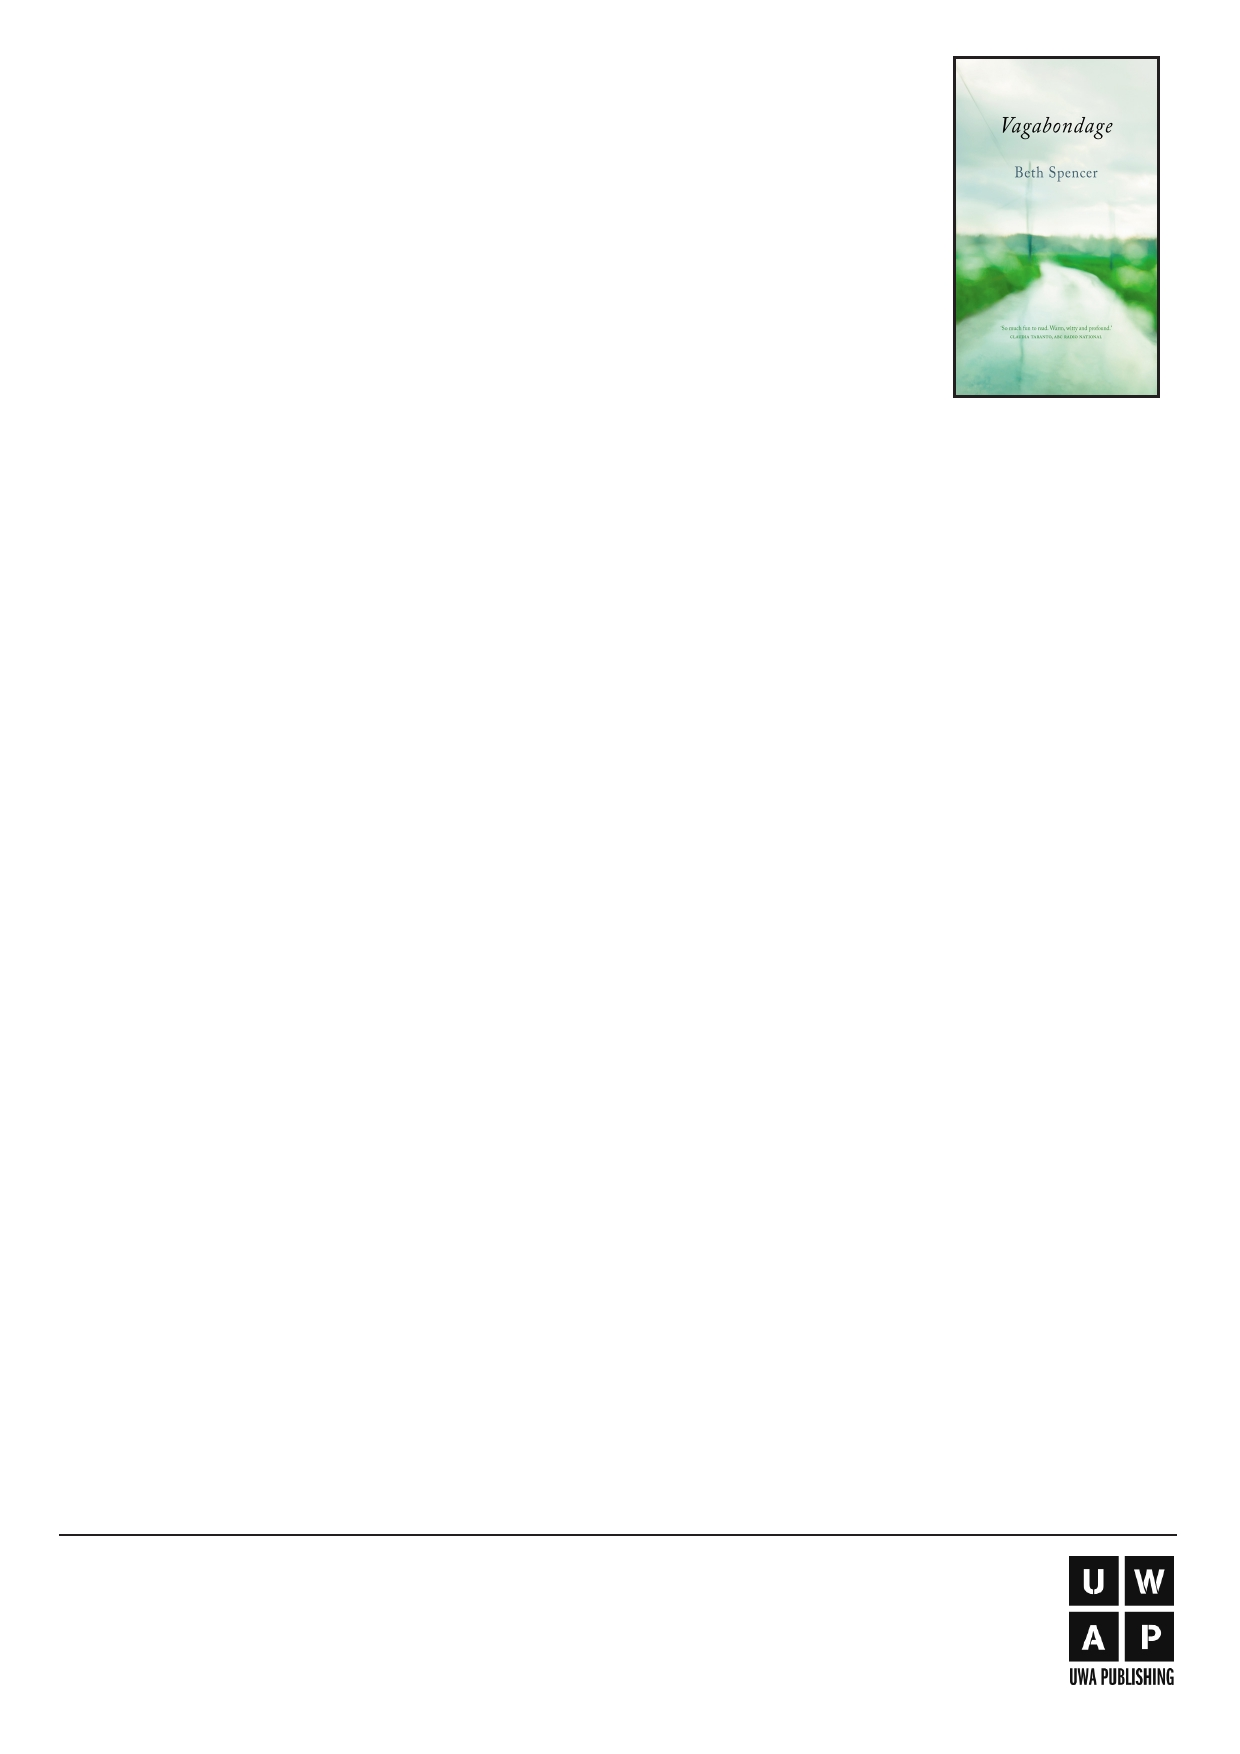 Vagabondage
Beth Spencer
'So much fun to read. Warm, witty and profound.'
CLAUDIA TARANTO, ABC RADIO NATIONAL
U W
A P
UWA PUBLISHING